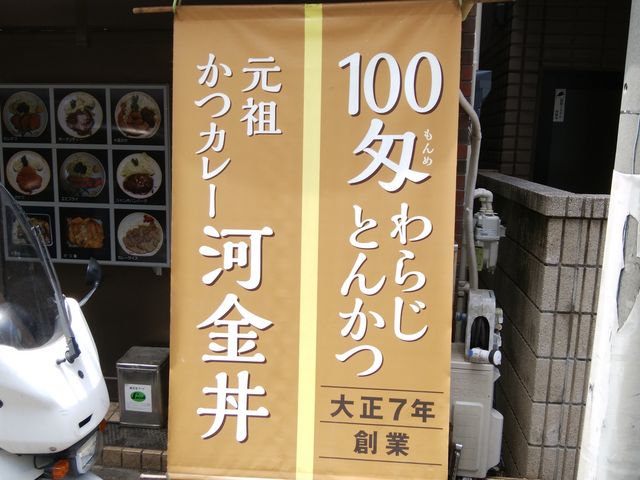 100匁
もんめ
わらじ
とんかつ
大正7年
創業
元祖
かつカレー
河金丼